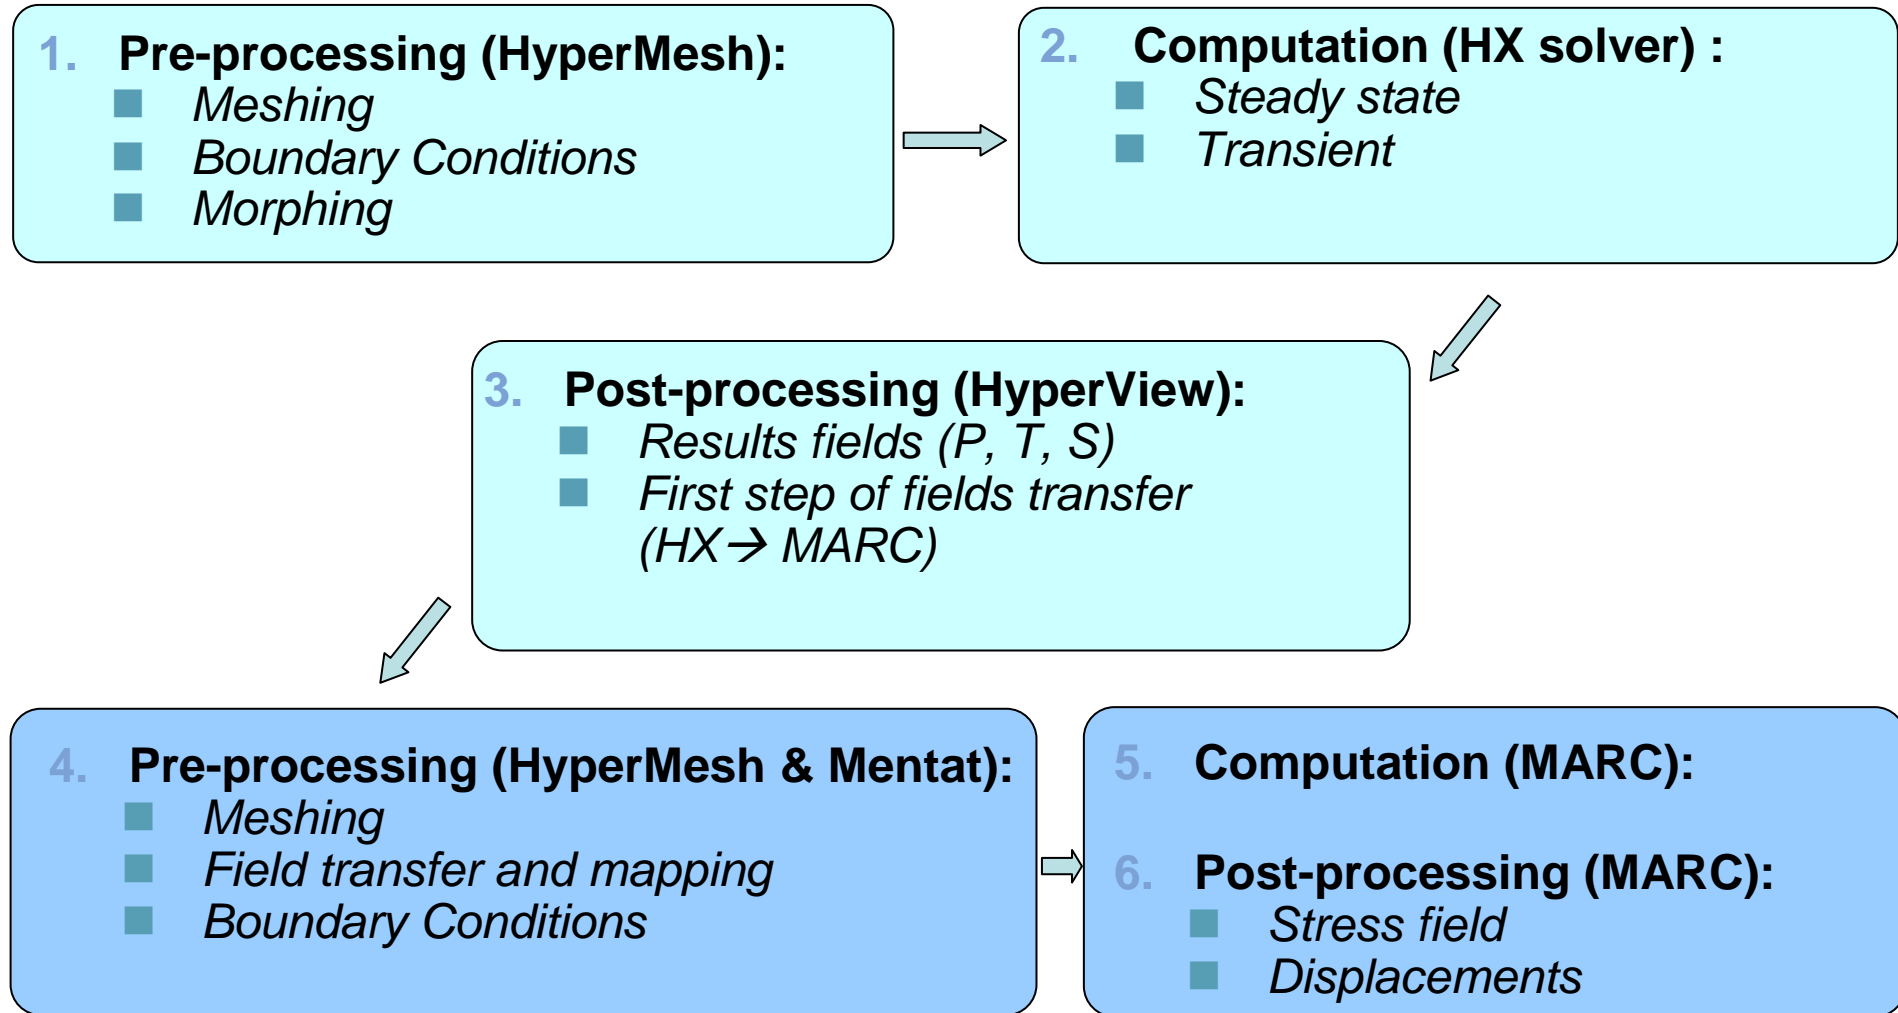 1. Pre-processing (HyperMesh):
Meshing
Boundary Conditions
Morphing
2. Computation (HX solver) :
Steady state
Transient
3. Post-processing (HyperView):
Results fields (P, T, S)
First step of fields transfer
(HX→ MARC)
4. Pre-processing (HyperMesh & Mentat):
Meshing
Field transfer and mapping
Boundary Conditions
5. Computation (MARC):
6. Post-processing (MARC):
Stress field
Displacements